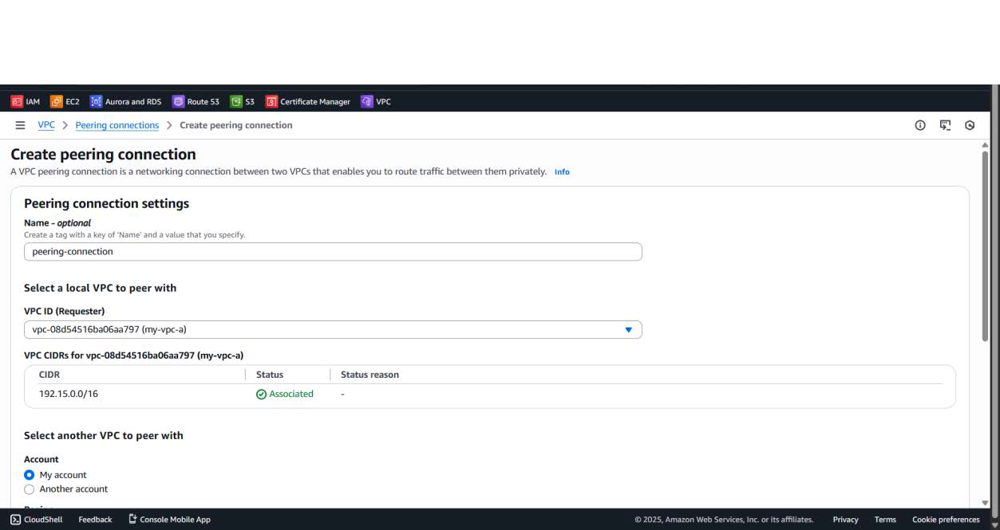 IAM EC2 Aurora and RDS Route 53 S3 Certificate Manager VPC
VPC > Peering connections > Create peering connection
Create peering connection
A VPC peering connection is a networking connection between two VPCs that enables you to route traffic between them privately. Info
Peering connection settings
Name - optional
Create a tag with a key of 'Name' and a value that you specify.
peering-connection
Select a local VPC to peer with
VPC ID (Requester)
vpc-08d54516ba06aa797 (my-vpc-a)
VPC CIDRs for vpc-08d54516ba06aa797 (my-vpc-a)
CIDR Status Status reason
192.15.0.0/16 Associated -
Select another VPC to peer with
Account
My account
Another account
CloudShell Feedback Console Mobile App © 2025, Amazon Web Services, Inc. or its affiliates. Privacy Terms Cookie preferences